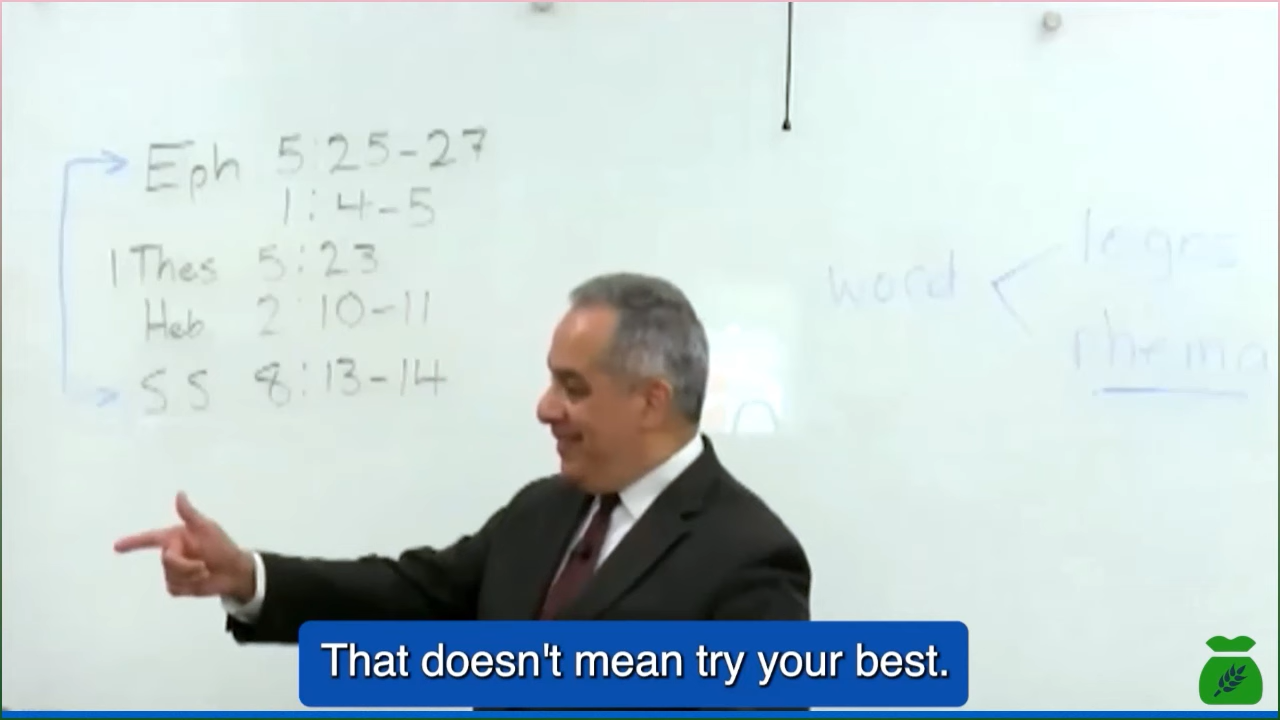 Eph 5:25-27
1:4-5
1 Thes 5:23
Heb 2:10-11
SS 8:13-14
word < logos
rhema
That doesn't mean try your best.